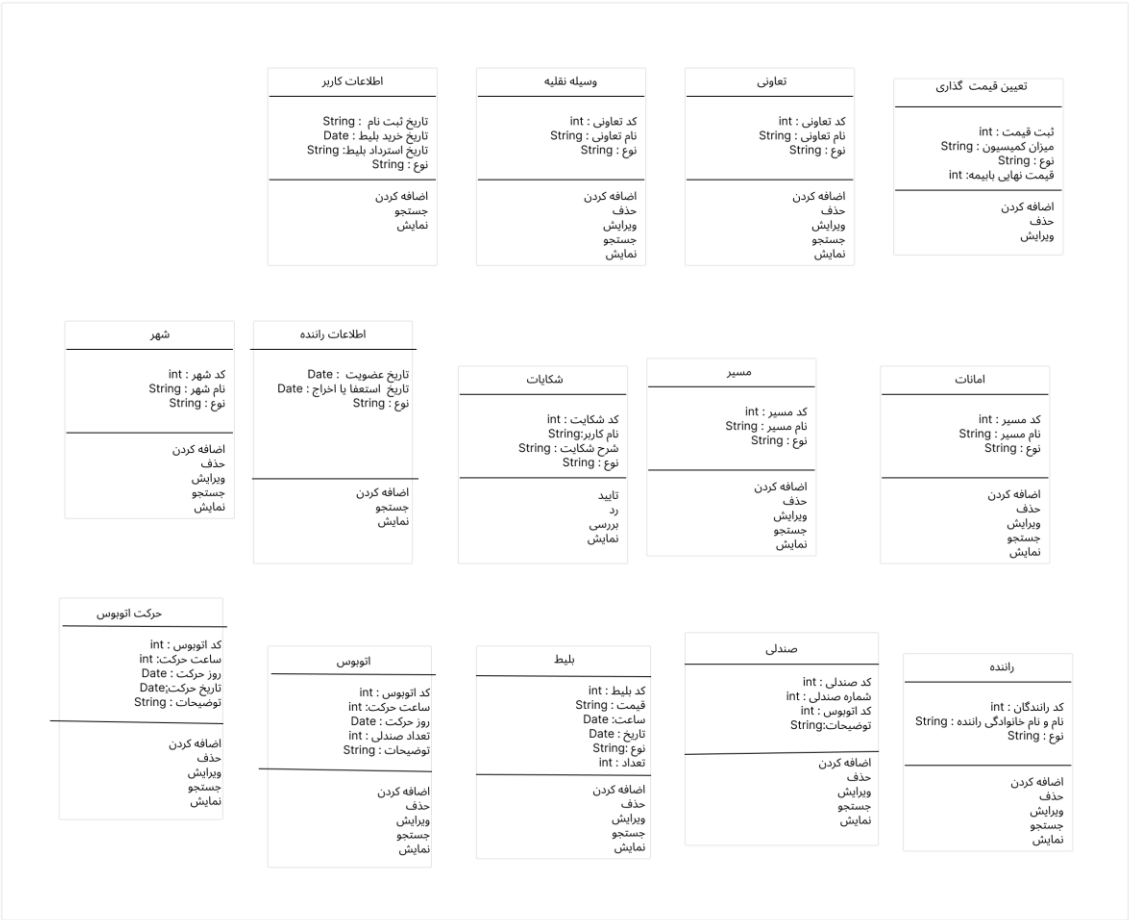 اطلاعات کاربر
تاریخ ثبت نام : String
تاریخ خرید بلیط : Date
تاریخ استرداد بلیط: String
نوع : String
اضافه کردن
جستجو
نمایش
وسیله نقلیه
کد تعاونی : int
نام تعاونی : String
نوع : String
اضافه کردن
حذف
ویرایش
جستجو
نمایش
تعاونی
کد تعاونی : int
نام تعاونی : String
نوع : String
اضافه کردن
حذف
ویرایش
جستجو
نمایش
تعیین قیمت گذاری
ثبت قیمت : int
میزان کمیسیون : String
نوع : String
قیمت نهایی بابیمه: int
اضافه کردن
حذف
ویرایش
شهر
کد شهر : int
نام شهر : String
نوع : String
اضافه کردن
حذف
ویرایش
جستجو
نمایش
اطلاعات راننده
تاریخ عضویت : Date
تاریخ استعفا یا اخراج : Date
نوع : String
اضافه کردن
جستجو
نمایش
شکایات
کد شکایت : int
نام کاربر:String
شرح شکایت : String
نوع : String
تایید
رد
بررسی
نمایش
مسیر
کد مسیر : int
نام مسیر : String
نوع : String
اضافه کردن
حذف
ویرایش
جستجو
نمایش
امانات
کد مسیر : int
نام مسیر : String
نوع : String
اضافه کردن
حذف
ویرایش
جستجو
نمایش
حرکت اتوبوس
کد اتوبوس : int
ساعت حرکت: int
روز حرکت : Date
تاریخ حرکت;Date
توضیحات : String
اضافه کردن
حذف
ویرایش
جستجو
نمایش
اتوبوس
کد اتوبوس : int
ساعت حرکت: int
روز حرکت : Date
تعداد صندلی : int
توضیحات : String
اضافه کردن
حذف
ویرایش
جستجو
نمایش
بلیط
کد بلیط : int
قیمت : String
ساعت: Date
تاریخ : Date
نوع :String
تعداد : int
اضافه کردن
حذف
ویرایش
جستجو
نمایش
صندلی
کد صندلی : int
شماره صندلی : int
کد اتوبوس : int
توضیحات:String
اضافه کردن
حذف
ویرایش
جستجو
نمایش
راننده
کد رانندگان : int
نام و نام خانوادگی راننده : String
نوع : String
اضافه کردن
حذف
ویرایش
جستجو
نمایش